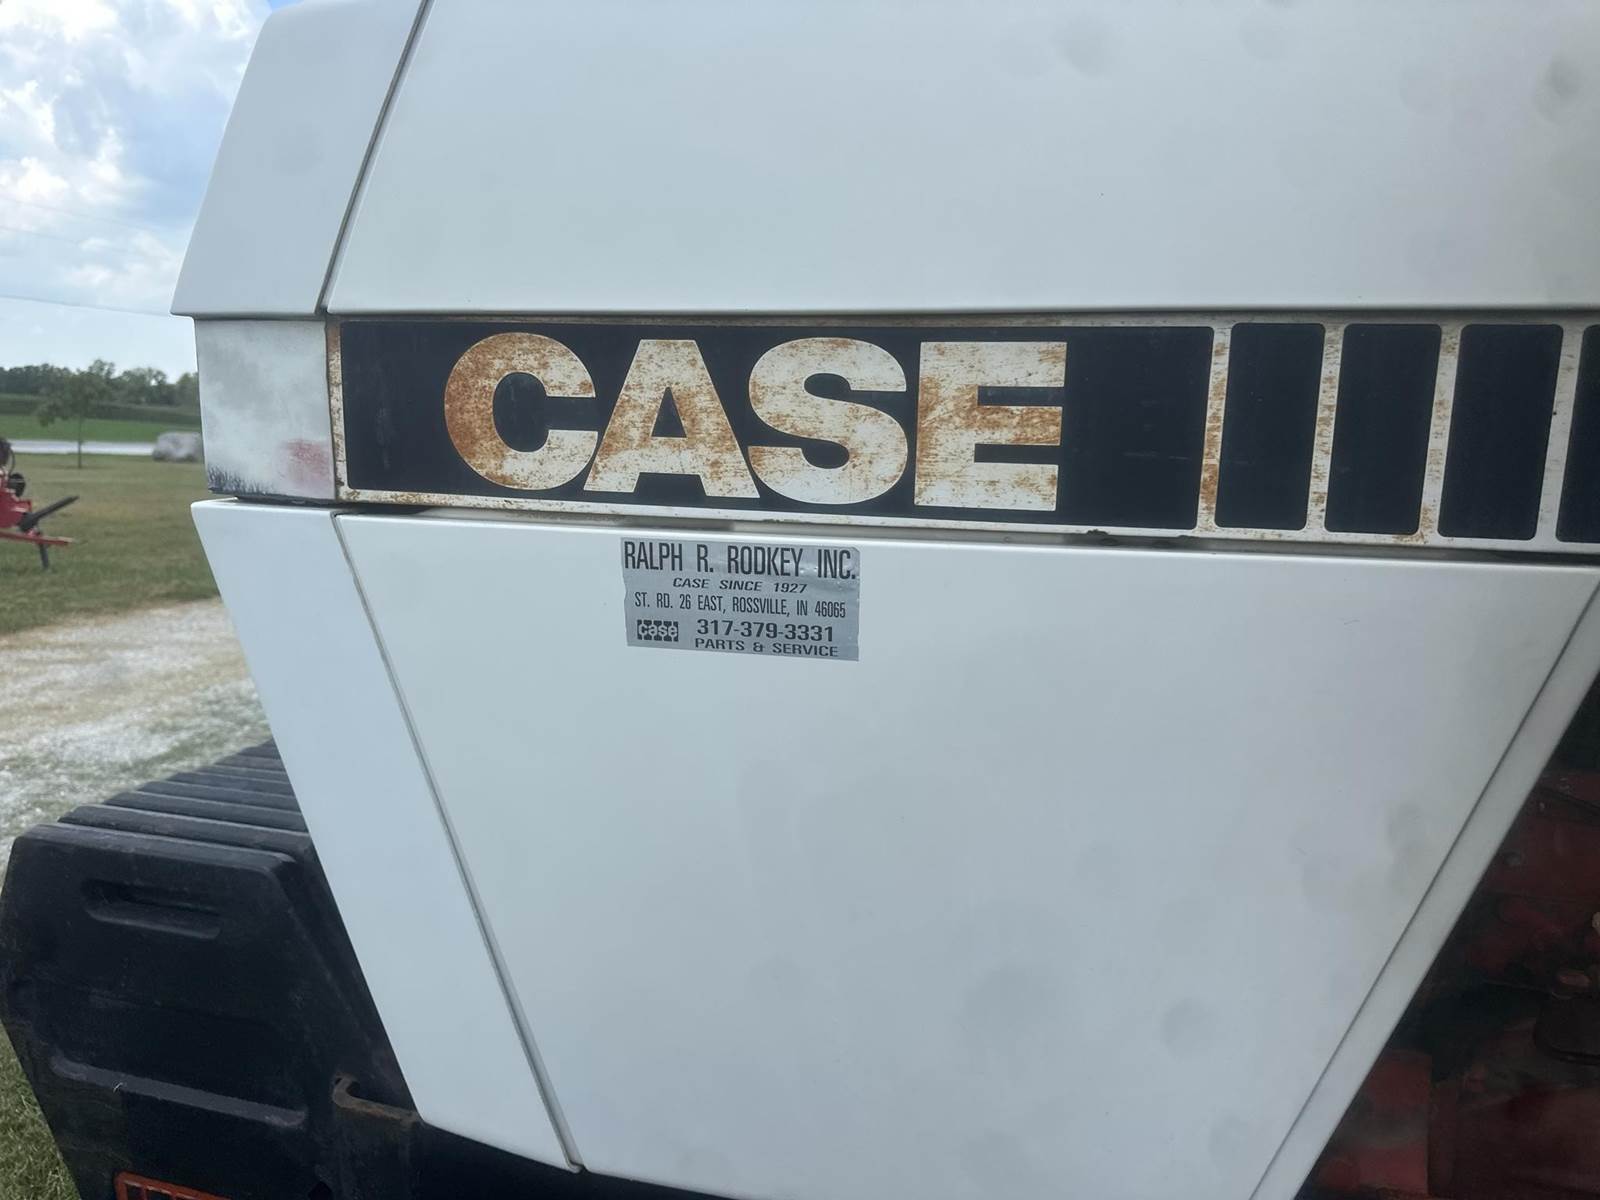 CASE
RALPH R. RODKEY INC.
CASE SINCE 1927
ST. RD. 26 EAST, ROSSVILLE, IN 46065
case 317-379-3331
PARTS & SERVICE